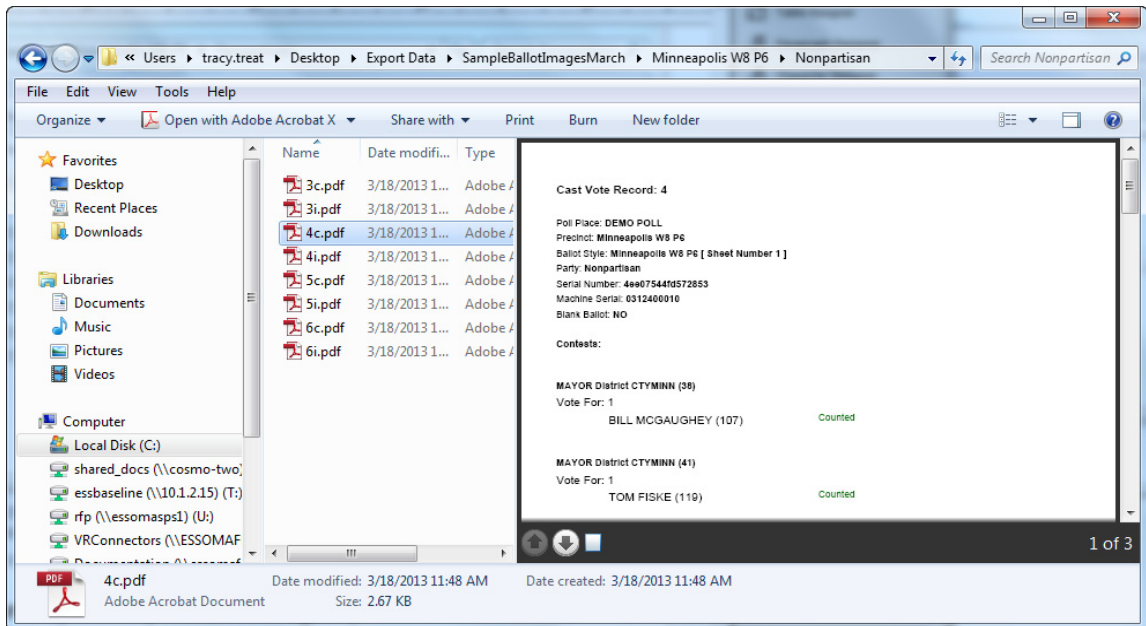 « Users ▸ tracy.treat ▸ Desktop ▸ Export Data ▸ SampleBallotImagesMarch ▸ Minneapolis W8 P6 ▸ Nonpartisan
Search Nonpartisan
File Edit View Tools Help
Organize Open with Adobe Acrobat X Share with Print Burn New folder
Favorites
Desktop
Recent Places
Downloads
Libraries
Documents
Music
Pictures
Videos
Computer
Local Disk (C:)
shared_docs (\\cosmo-two)
essbaseline (\\10.1.2.15) (T:)
rfp (\\essomasps1) (U:)
VRConnectors (\\ESSOMAF
Name Date modifi... Type
3c.pdf 3/18/2013 1... Adobe A
3i.pdf 3/18/2013 1... Adobe A
4c.pdf 3/18/2013 1... Adobe A
4i.pdf 3/18/2013 1... Adobe A
5c.pdf 3/18/2013 1... Adobe A
5i.pdf 3/18/2013 1... Adobe A
6c.pdf 3/18/2013 1... Adobe A
6i.pdf 3/18/2013 1... Adobe A
Cast Vote Record: 4
Poll Place: DEMO POLL
Precinct: Minneapolis W8 P6
Ballot Style: Minneapolis W8 P6 [ Sheet Number 1 ]
Party: Nonpartisan
Serial Number: 4ee07544fd572853
Machine Serial: 0312400010
Blank Ballot: NO
Contests:
MAYOR District CTYMINN (38)
Vote For: 1
BILL MCGAUGHEY (107) Counted
MAYOR District CTYMINN (41)
Vote For: 1
TOM FISKE (119) Counted
1 of 3
PDF
4c.pdf Date modified: 3/18/2013 11:48 AM Date created: 3/18/2013 11:48 AM
Adobe Acrobat Document Size: 2.67 KB